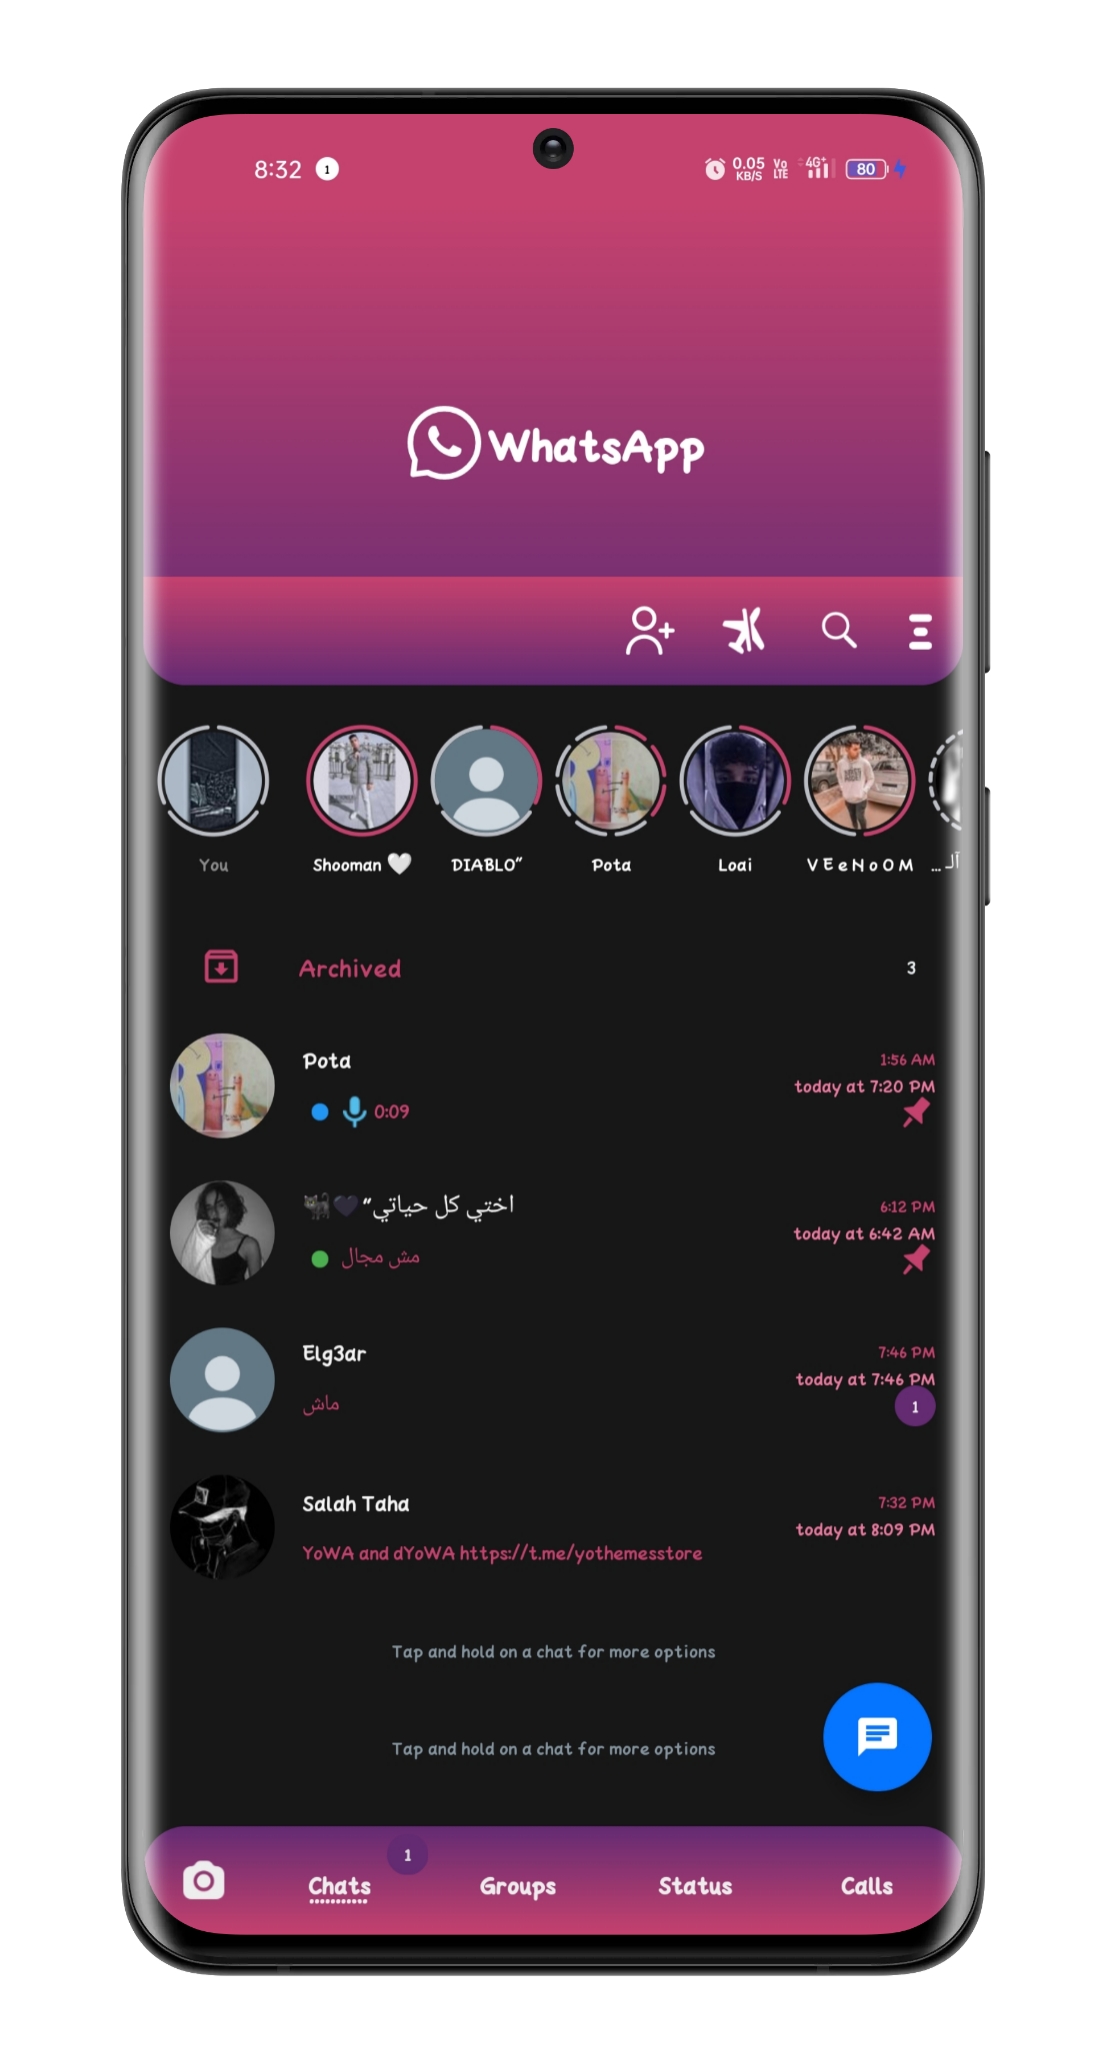 8:32 1 0.05 KB/S Vo LTE 4G+ 80
WhatsApp
You Shooman 🤍 DIABLO" Pota Loai V E e N o O M
Archived 3
Pota 1:56 AM
today at 7:20 PM
0:09
اختي كل حياتي" 🖤🐈‍⬛ 6:12 PM
today at 6:42 AM
مش مجال
Elg3ar 7:46 PM
today at 7:46 PM
ماش 1
Salah Taha 7:32 PM
today at 8:09 PM
YoWA and dYoWA https://t.me/yothemesstore
Tap and hold on a chat for more options
Tap and hold on a chat for more options
1
Chats Groups Status Calls